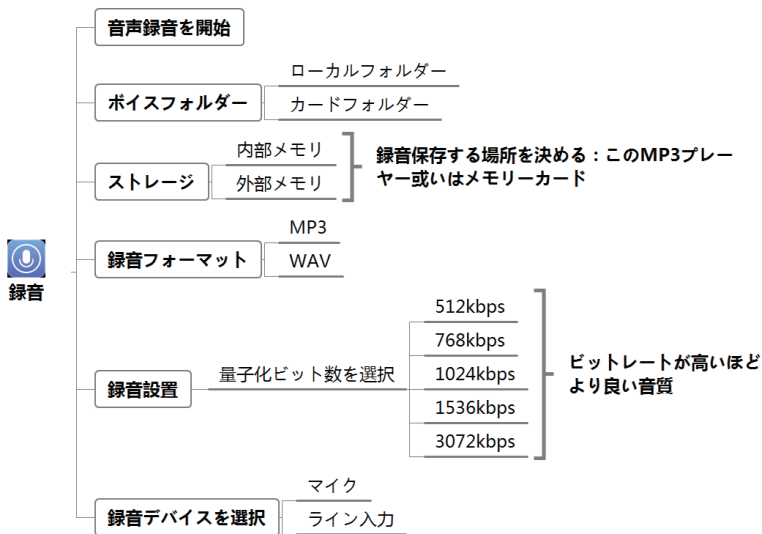 音声録音を開始
ローカルフォルダー
ボイスフォルダー
カードフォルダー
内部メモリ
ストレージ
外部メモリ
録音保存する場所を決める：このMP3プレー
ヤー或いはメモリーカード
録音
MP3
録音フォーマット
WAV
録音設置
量子化ビット数を選択
512kbps
768kbps
1024kbps
1536kbps
3072kbps
ビットレートが高いほど
より良い音質
マイク
録音デバイスを選択
ライン入力